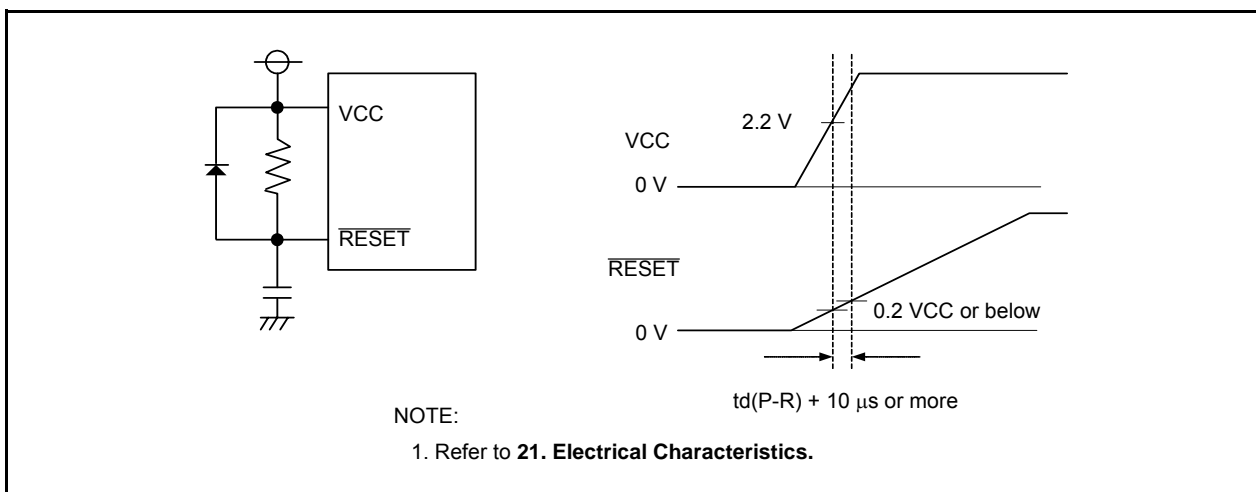 VCC
RESET
VCC
2.2 V
0 V
RESET
0.2 VCC or below
0 V
td(P-R) + 10 μs or more
NOTE:
1. Refer to 21. Electrical Characteristics.